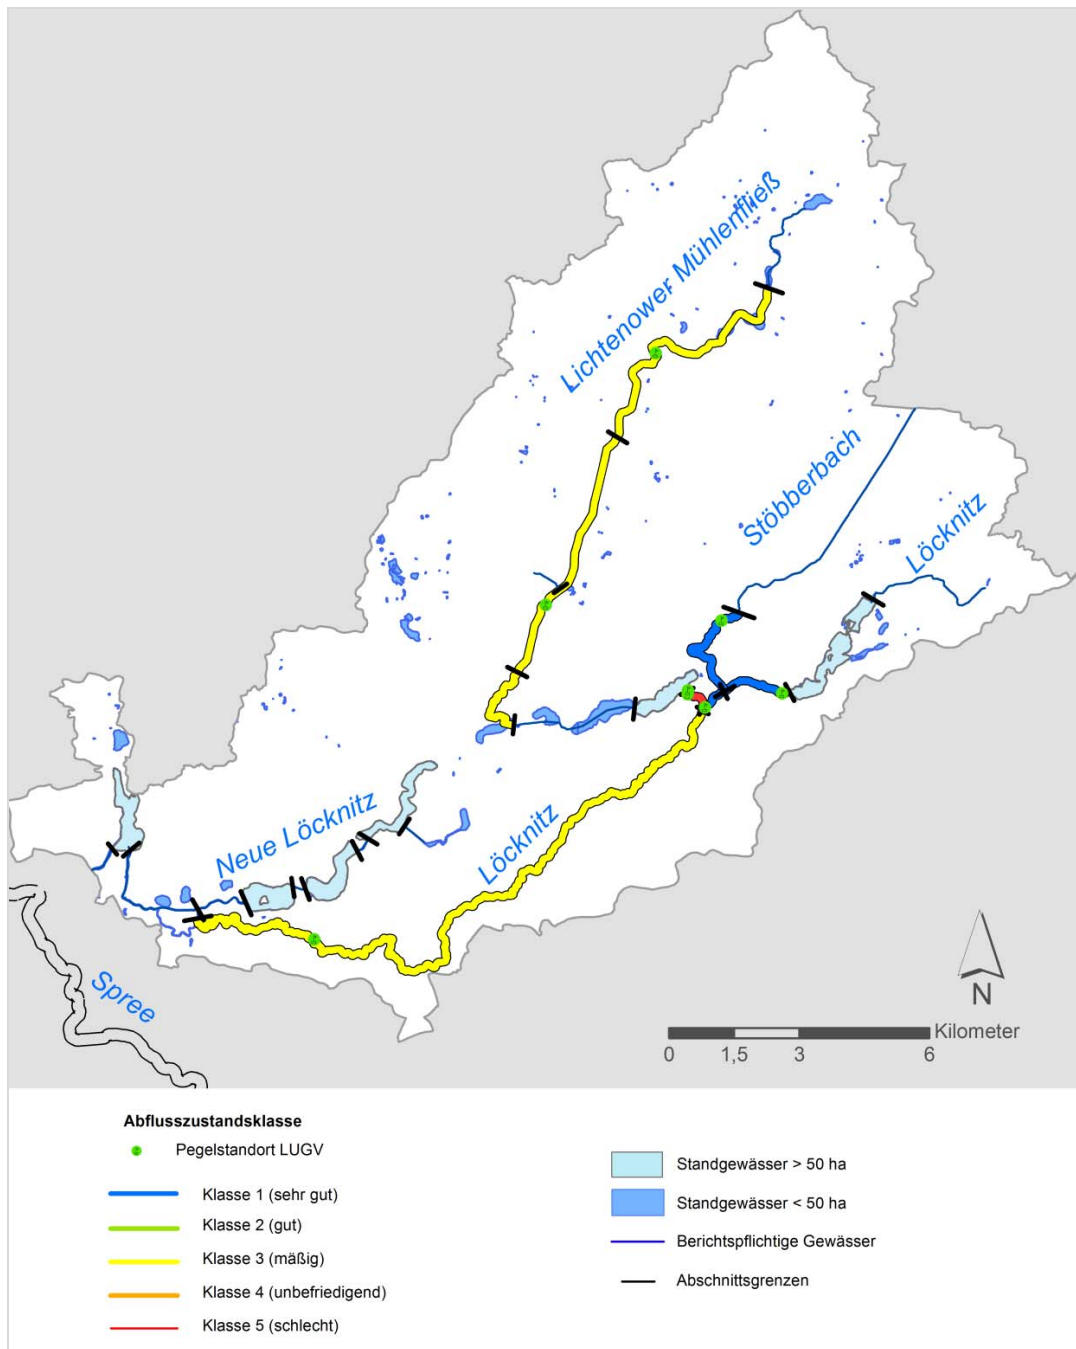 Lichtenower Mühlenfließ
Stöbberbach
Löcknitz
Neue Löcknitz
Löcknitz
Spree
N
Kilometer
0 1,5 3 6
Abflusszustandsklasse
Pegelstandort LUGV
Klasse 1 (sehr gut)
Klasse 2 (gut)
Klasse 3 (mäßig)
Klasse 4 (unbefriedigend)
Klasse 5 (schlecht)
Standgewässer > 50 ha
Standgewässer < 50 ha
Berichtspflichtige Gewässer
Abschnittsgrenzen